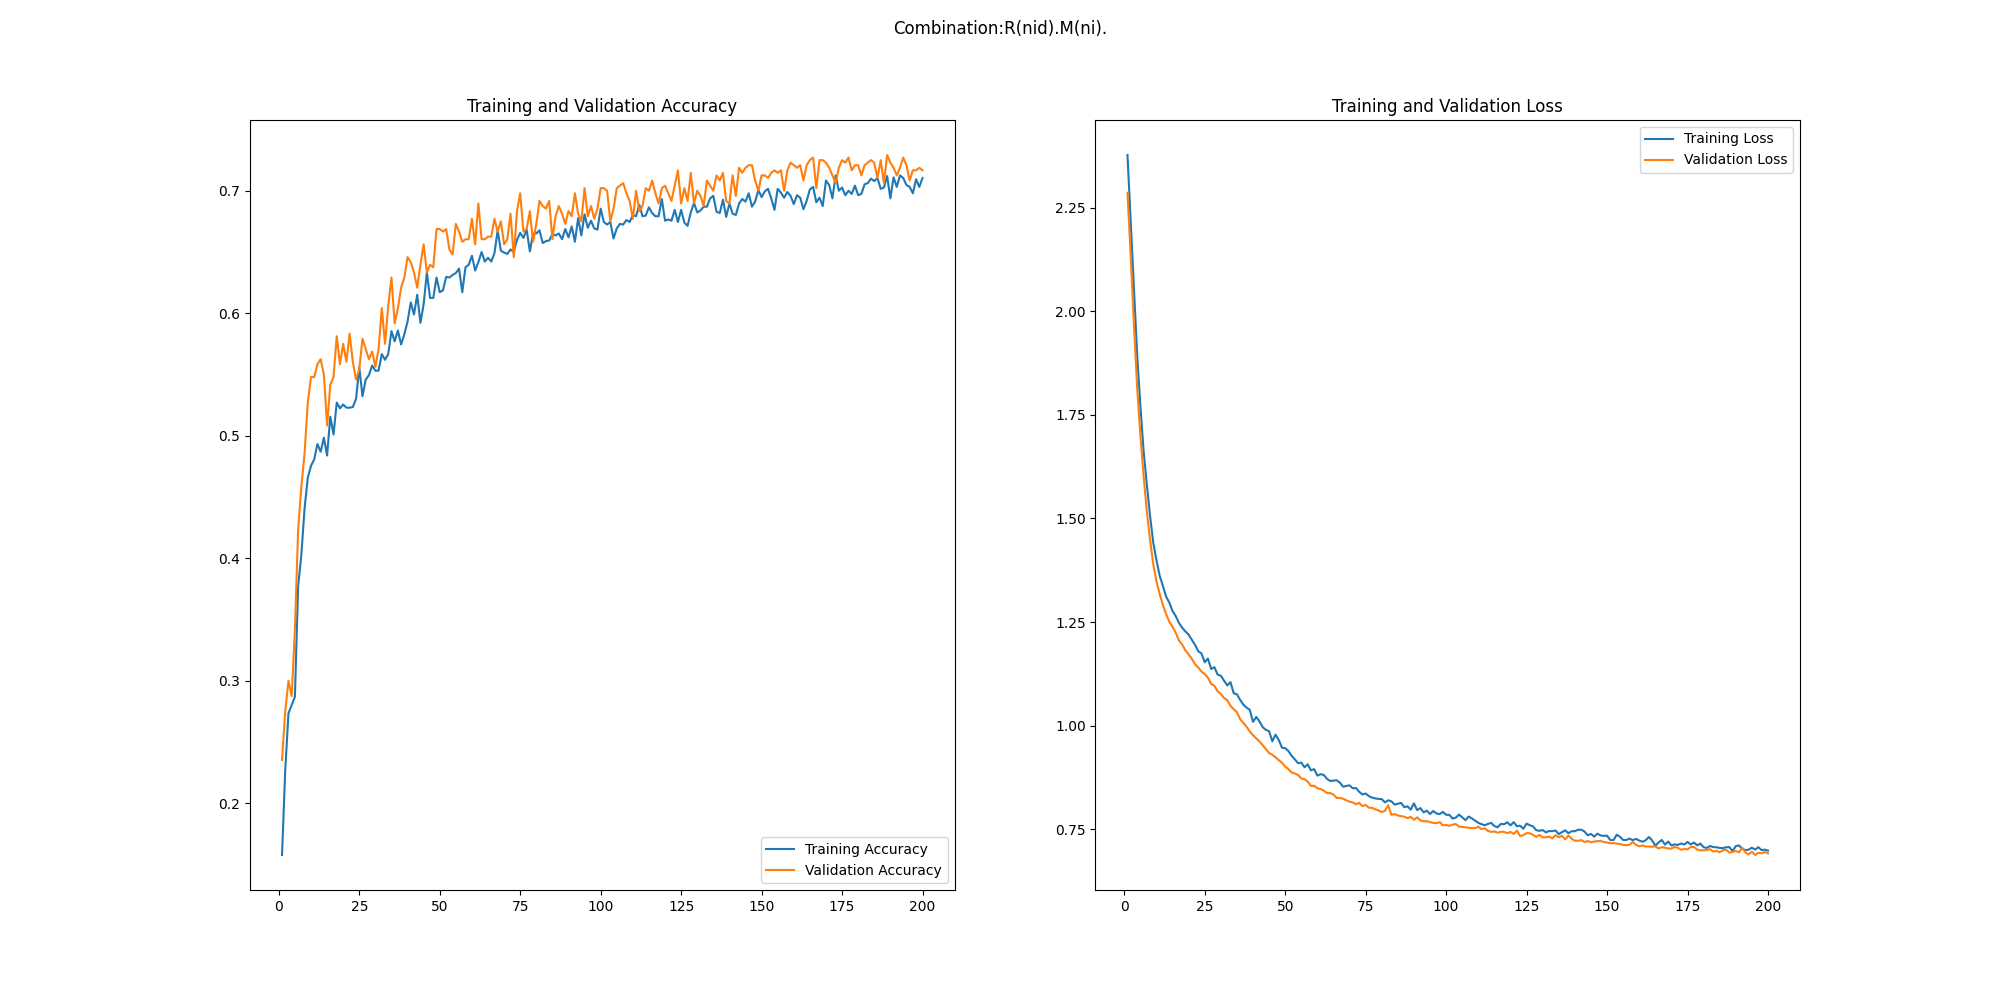 Combination:R(nid).M(ni).
Training and Validation Accuracy
0.7
0.6
0.5
0.4
0.3
0.2
Training Accuracy
Validation Accuracy
0 25 50 75 100 125 150 175 200
Training and Validation Loss
Training Loss
Validation Loss
2.25
2.00
1.75
1.50
1.25
1.00
0.75
0 25 50 75 100 125 150 175 200